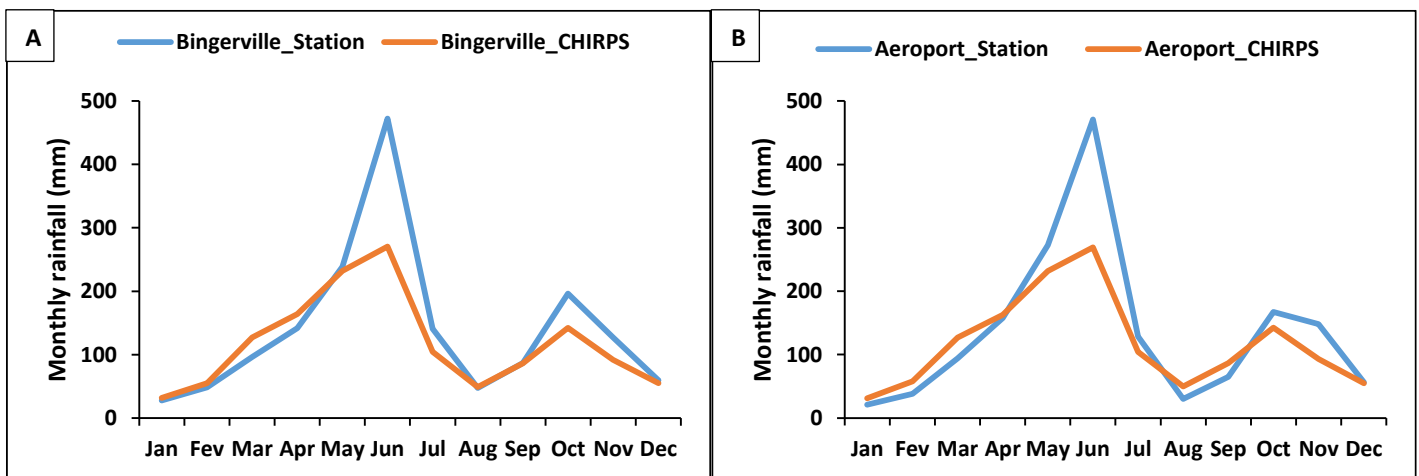 A
Bingerville_Station Bingerville_CHIRPS
Monthly rainfall (mm)
500
400
300
200
100
0
Jan Fev Mar Apr May Jun Jul Aug Sep Oct Nov Dec
B
Aeroport_Station Aeroport_CHIRPS
Monthly rainfall (mm)
500
400
300
200
100
0
Jan Fev Mar Apr May Jun Jul Aug Sep Oct Nov Dec